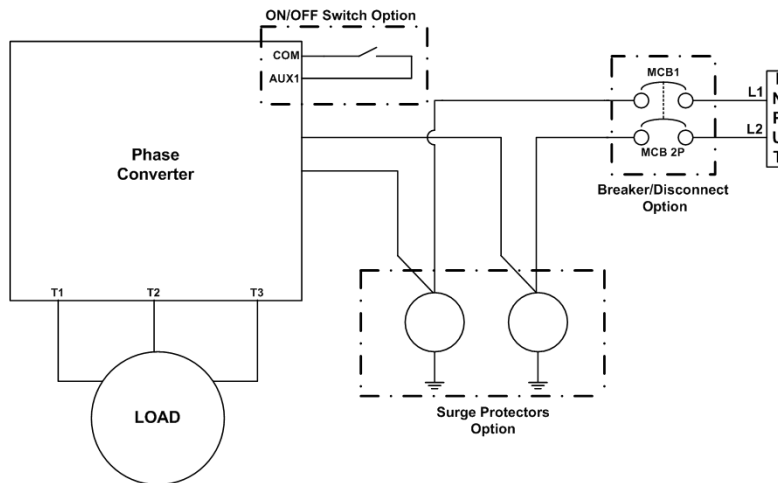 ON/OFF Switch Option
COM
AUX1
MCB1
L1
L2
MCB 2P
INPUT
Breaker/Disconnect
Option
Phase
Converter
T1
T2
T3
LOAD
Surge Protectors
Option